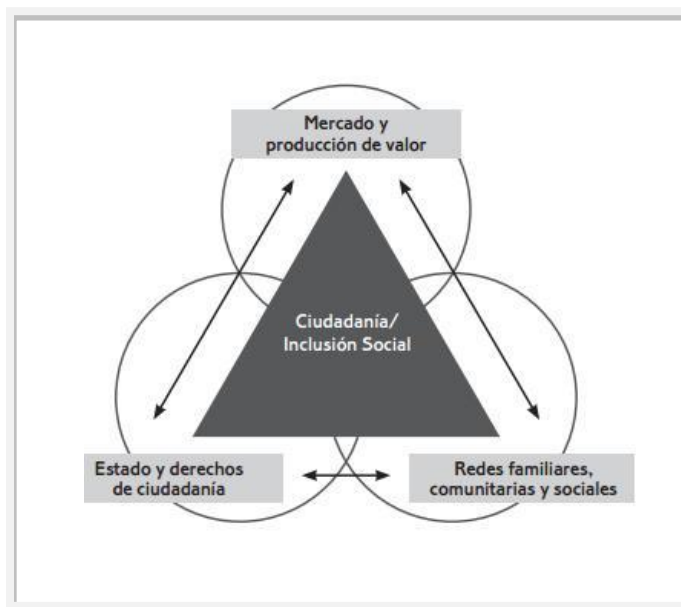 Mercado y
producción de valor
Ciudadanía/
Inclusión Social
Estado y derechos
de ciudadanía
Redes familiares,
comunitarias y sociales